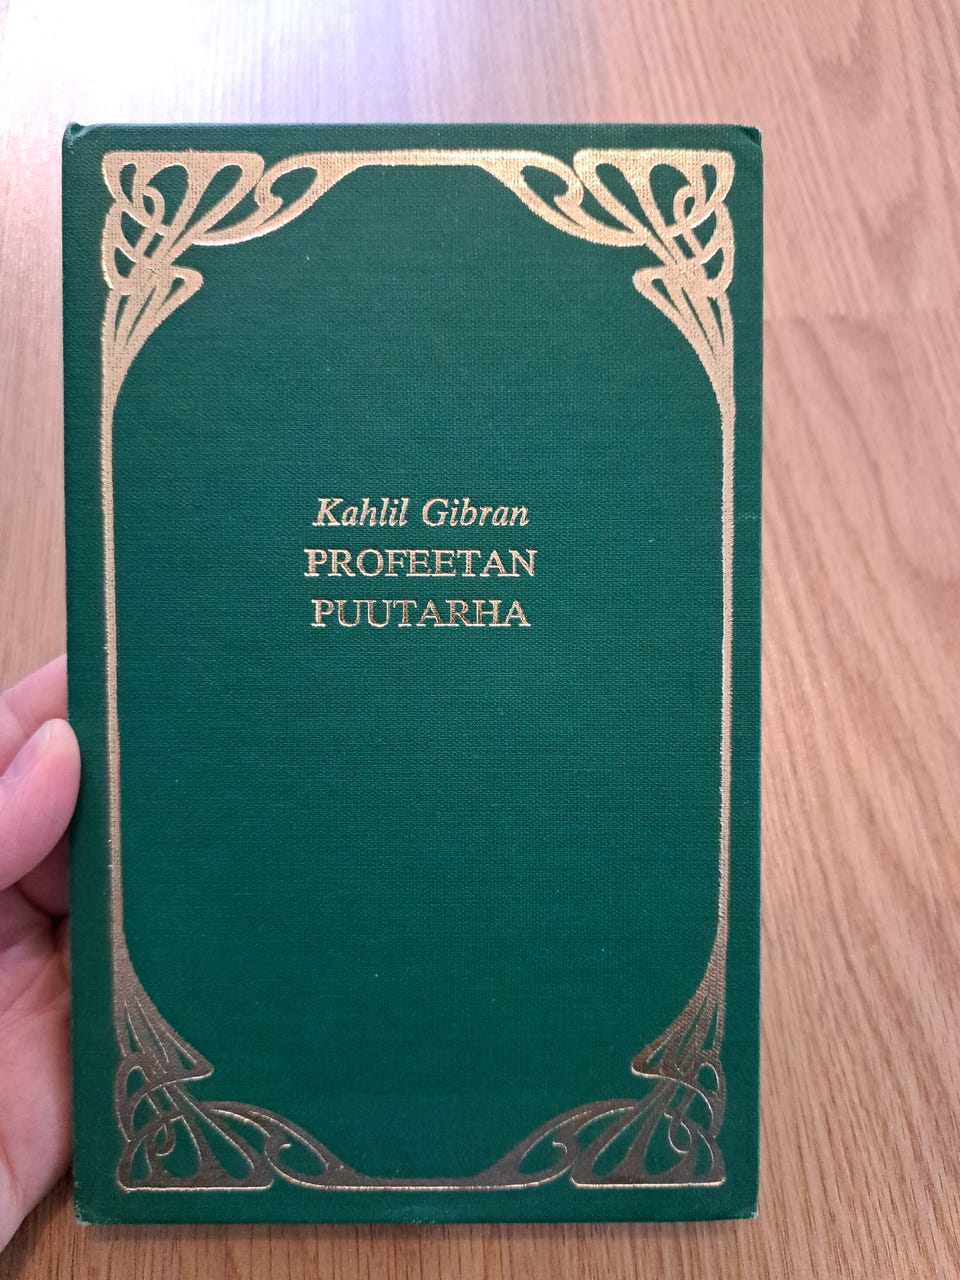 Kahlil Gibran
PROFEETAN
PUUTARHA